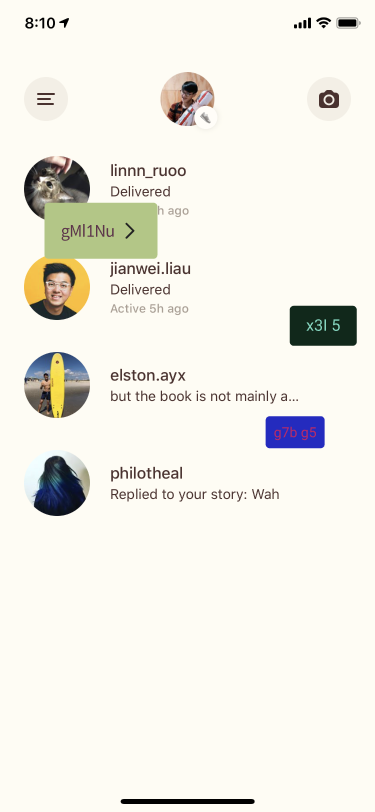 8:10
linnn_ruoo
Delivered
h ago
gMl1Nu
jianwei.liau
Delivered
Active 5h ago
x3l 5
elston.ayx
but the book is not mainly a...
g7b g5
philotheal
Replied to your story: Wah